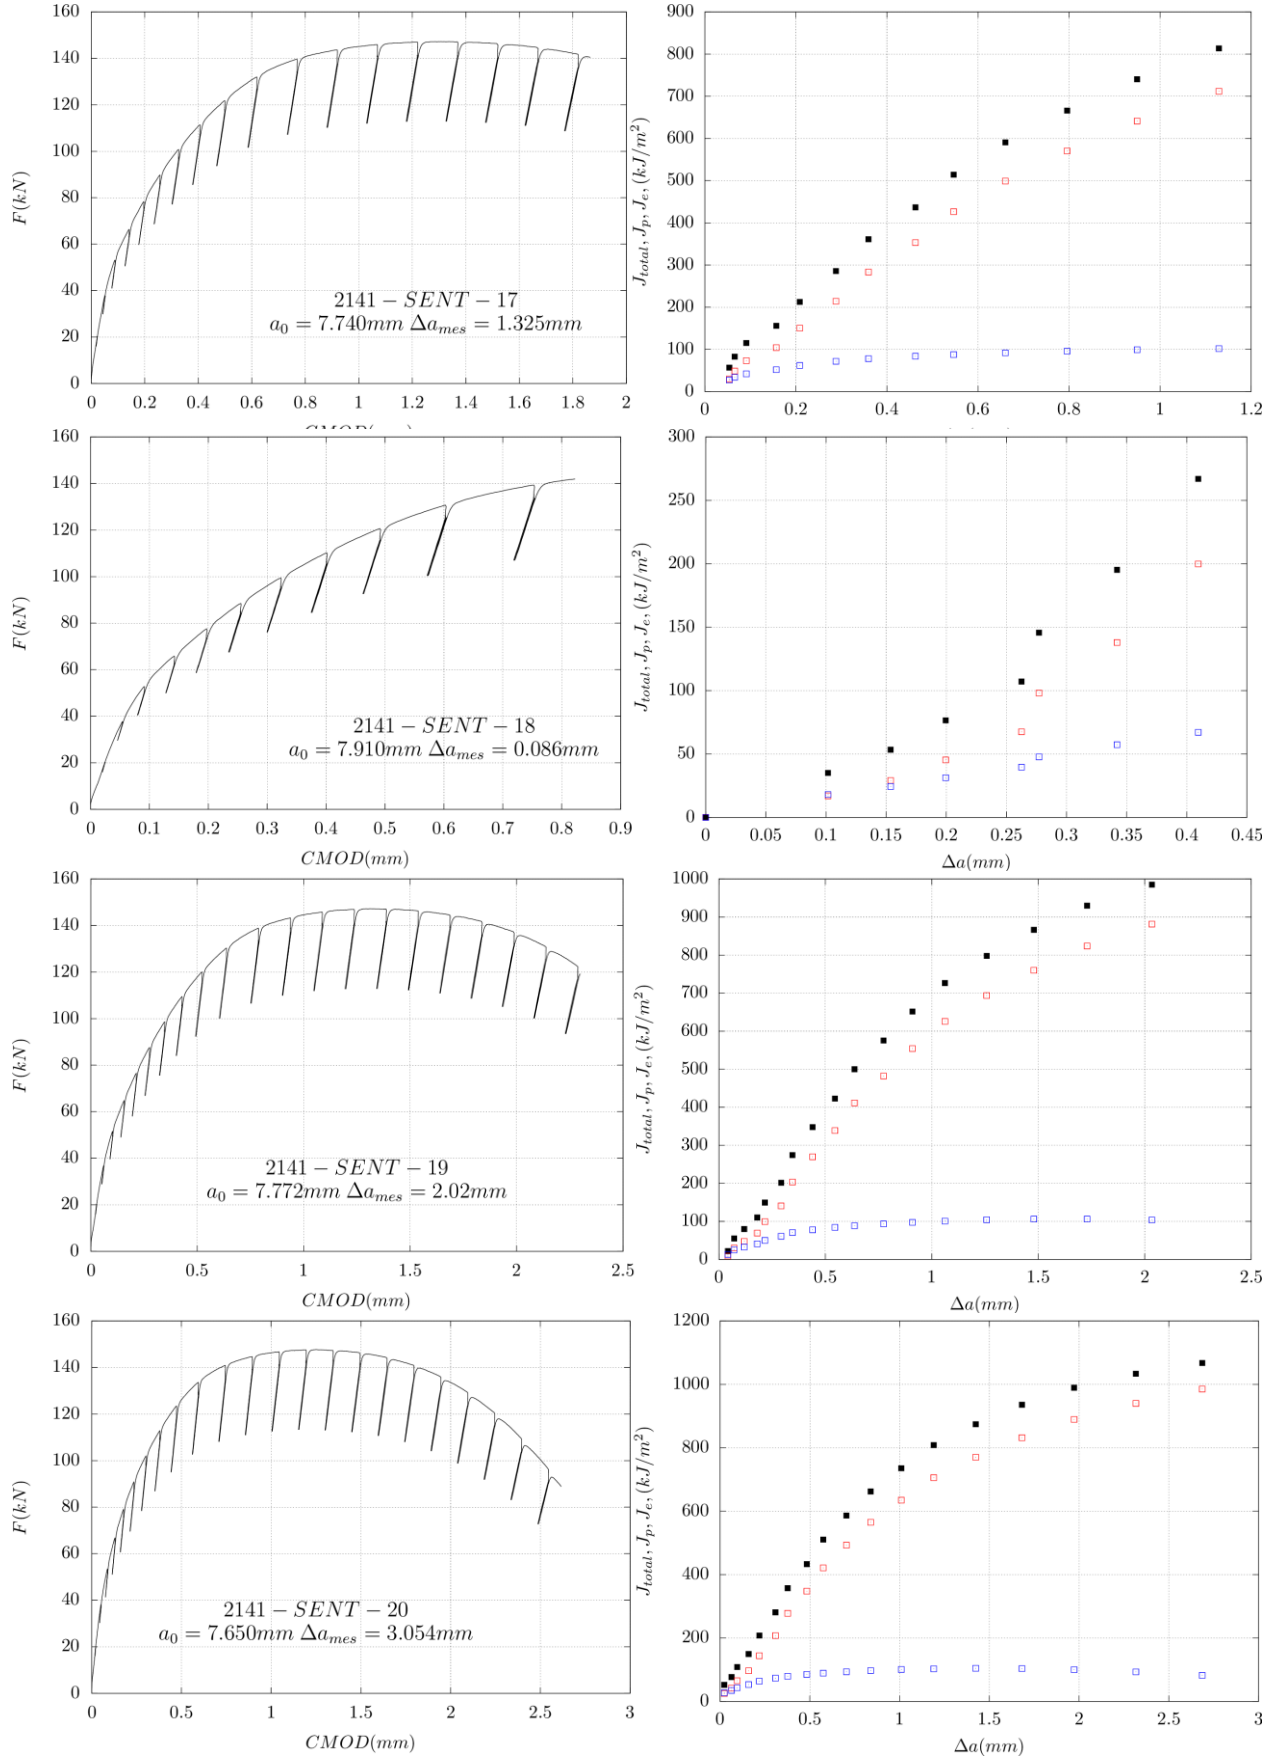 160
140
120
100
80
60
40
20
0
F(kN)
2141 − SENT − 17
a0 = 7.740mm Δames = 1.325mm
0 0.2 0.4 0.6 0.8 1 1.2 1.4 1.6 1.8 2
900
800
700
600
500
400
300
200
100
0
Jtotal, Jp, Je, (kJ/m²)
0 0.2 0.4 0.6 0.8 1 1.2
160
140
120
100
80
60
40
20
0
F(kN)
2141 − SENT − 18
a0 = 7.910mm Δames = 0.086mm
0 0.1 0.2 0.3 0.4 0.5 0.6 0.7 0.8 0.9
CMOD(mm)
300
250
200
150
100
50
0
Jtotal, Jp, Je, (kJ/m²)
0 0.05 0.1 0.15 0.2 0.25 0.3 0.35 0.4 0.45
Δa(mm)
160
140
120
100
80
60
40
20
0
F(kN)
2141 − SENT − 19
a0 = 7.772mm Δames = 2.02mm
0 0.5 1 1.5 2 2.5
CMOD(mm)
1000
900
800
700
600
500
400
300
200
100
0
Jtotal, Jp, Je, (kJ/m²)
0 0.5 1 1.5 2 2.5
Δa(mm)
160
140
120
100
80
60
40
20
0
F(kN)
2141 − SENT − 20
a0 = 7.650mm Δames = 3.054mm
0 0.5 1 1.5 2 2.5 3
CMOD(mm)
1200
1000
800
600
400
200
0
Jtotal, Jp, Je, (kJ/m²)
0 0.5 1 1.5 2 2.5 3
Δa(mm)